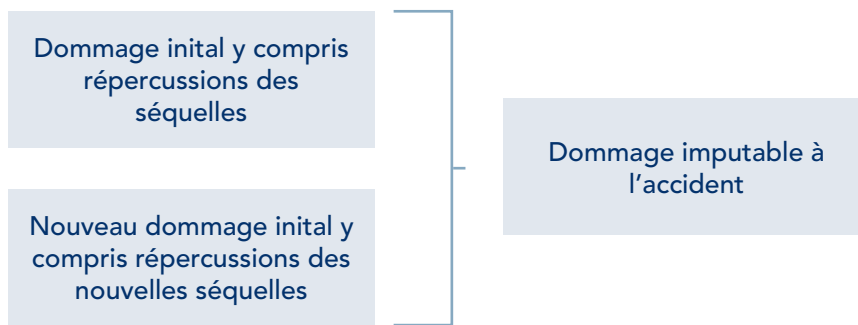 Dommage inital y compris
répercussions des
séquelles
Dommage imputable à
l’accident
Nouveau dommage inital y
compris répercussions des
nouvelles séquelles